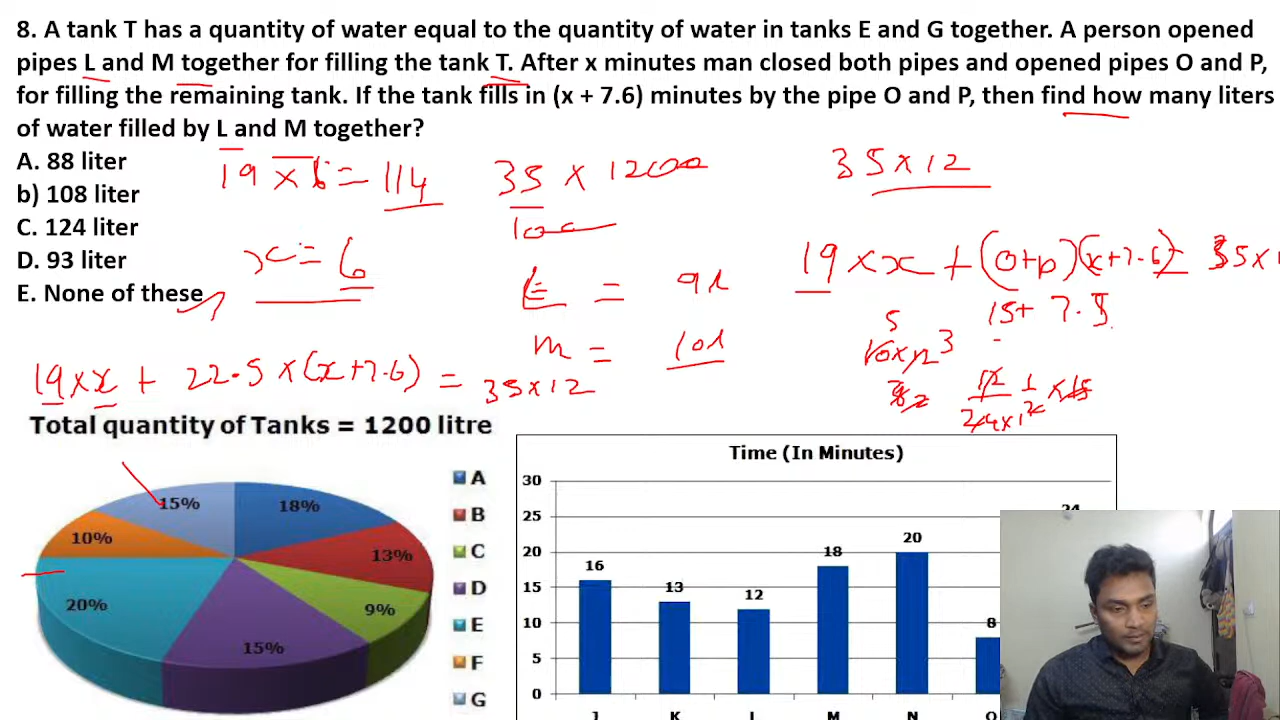 8. A tank T has a quantity of water equal to the quantity of water in tanks E and G together. A person opened
pipes L and M together for filling the tank T. After x minutes man closed both pipes and opened pipes O and P,
for filling the remaining tank. If the tank fills in (x + 7.6) minutes by the pipe O and P, then find how many liters
of water filled by L and M together?
A. 88 liter
b) 108 liter
C. 124 liter
D. 93 liter
E. None of these
19 x 6 = 114
35 x 1200
100
35 x 12
x = 6
L = 9l
m = 10l
19 x x + (O+p)(x+7.6) =
15 + 7.5
19 x x + 22.5 x (x+7.6) = 35 x 12
Total quantity of Tanks = 1200 litre
15%
18%
10%
13%
20%
9%
15%
A
B
C
D
E
F
G
Time (In Minutes)
30
25
20
15
10
5
0
16
13
12
18
20
8
J
K
L
M
N